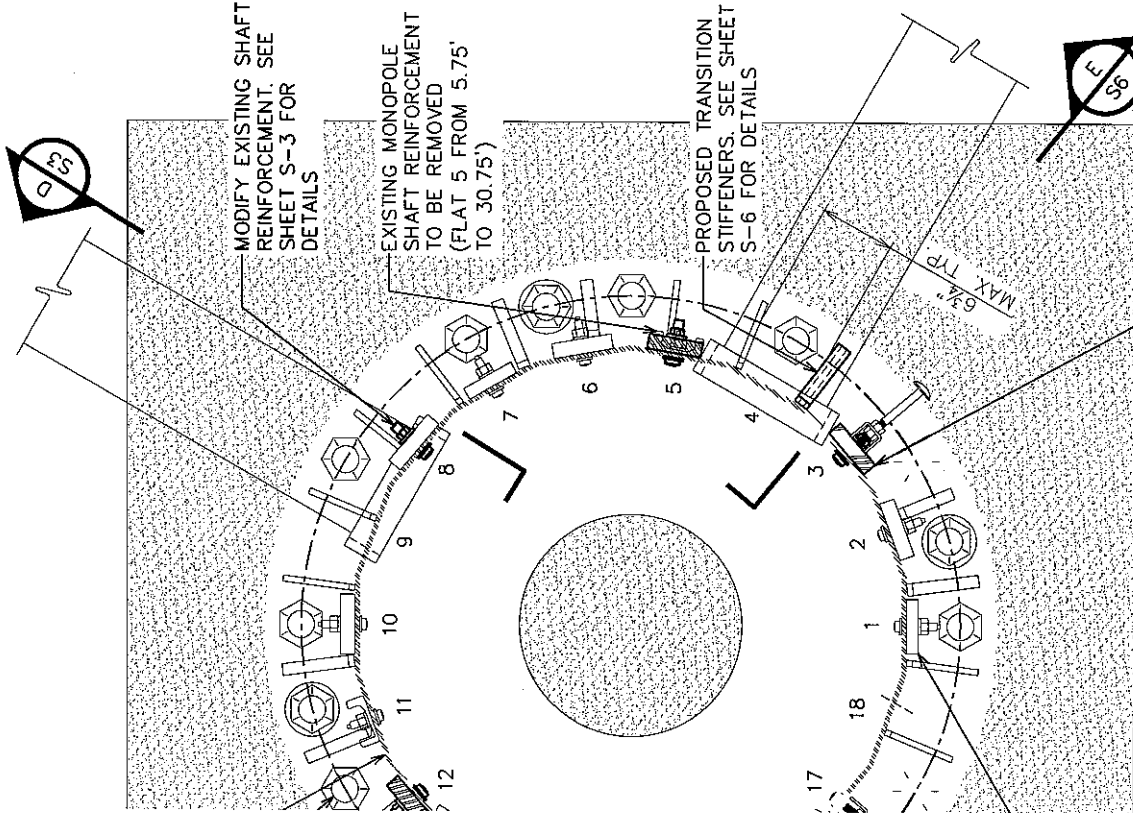 D
S3
MODIFY EXISTING SHAFT
REINFORCEMENT. SEE
SHEET S-3 FOR
DETAILS
EXISTING MONOPOLE
SHAFT REINFORCEMENT
TO BE REMOVED
(FLAT 5 FROM 5.75'
TO 30.75')
PROPOSED TRANSITION
STIFFENERS. SEE SHEET
S-6 FOR DETAILS
E
S6
6¾"
MAX. TYP.
1
2
3
4
5
6
7
8
9
10
11
12
17
18